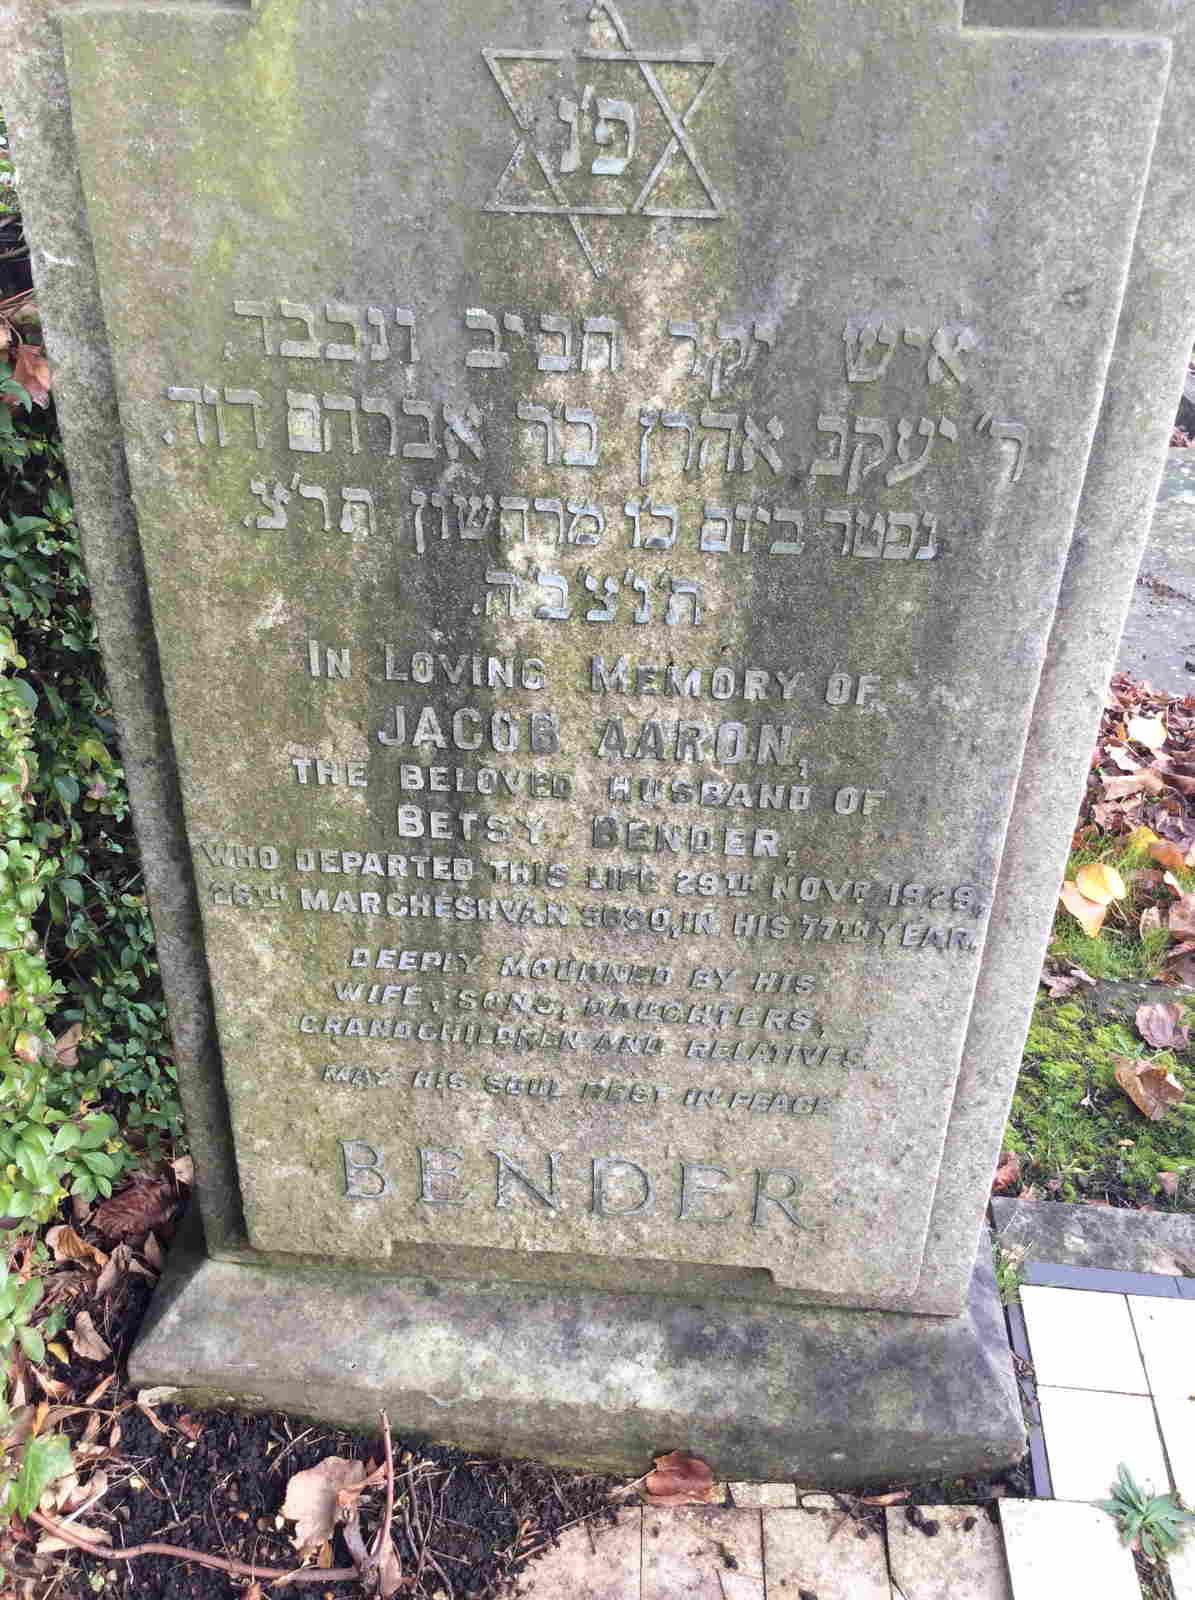 פ'נ
איש יקר חביב ונכבד.
ר' יעקב אהרן ב'ר אברהם דוד.
נפטר ביום כ'ו מרחשון תר'צ.
ת'נ'צ'ב'ה.
IN LOVING MEMORY OF
JACOB AARON,
THE BELOVED HUSBAND OF
BETSY BENDER,
WHO DEPARTED THIS LIFE 29TH NOVR 1929,
26TH MARCHESHVAN 5690, IN HIS 77TH YEAR.
DEEPLY MOURNED BY HIS
WIFE, SONS, DAUGHTERS,
GRANDCHILDREN AND RELATIVES.
MAY HIS SOUL REST IN PEACE
BENDER